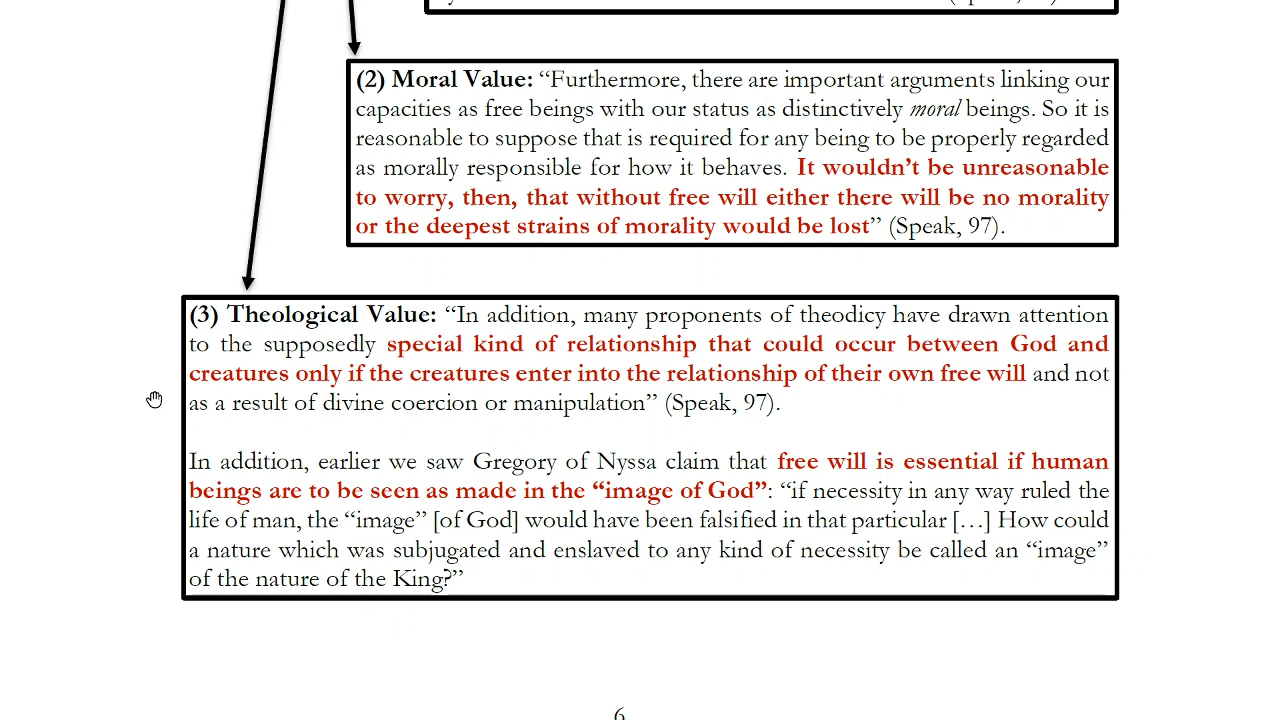 (2) Moral Value: “Furthermore, there are important arguments linking our
capacities as free beings with our status as distinctively moral beings. So it is
reasonable to suppose that is required for any being to be properly regarded
as morally responsible for how it behaves. It wouldn’t be unreasonable
to worry, then, that without free will either there will be no morality
or the deepest strains of morality would be lost” (Speak, 97).
(3) Theological Value: “In addition, many proponents of theodicy have drawn attention
to the supposedly special kind of relationship that could occur between God and
creatures only if the creatures enter into the relationship of their own free will and not
as a result of divine coercion or manipulation” (Speak, 97).
In addition, earlier we saw Gregory of Nyssa claim that free will is essential if human
beings are to be seen as made in the “image of God”: “if necessity in any way ruled the
life of man, the “image” [of God] would have been falsified in that particular […] How could
a nature which was subjugated and enslaved to any kind of necessity be called an “image”
of the nature of the King?”
6